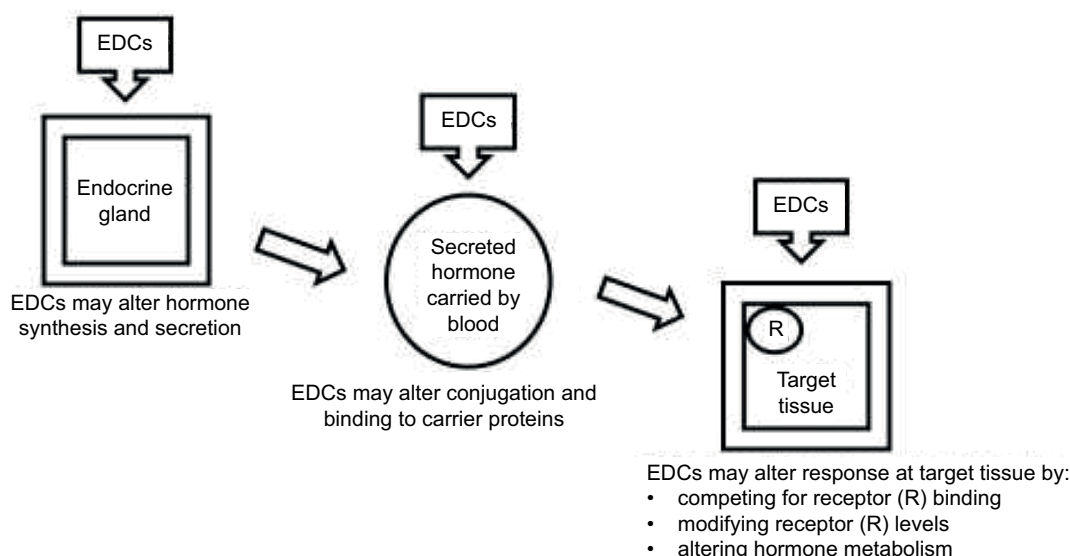 EDCs
Endocrine
gland
EDCs may alter hormone
synthesis and secretion
EDCs
Secreted
hormone
carried by
blood
EDCs may alter conjugation and
binding to carrier proteins
EDCs
R
Target
tissue
EDCs may alter response at target tissue by:
• competing for receptor (R) binding
• modifying receptor (R) levels
• altering hormone metabolism